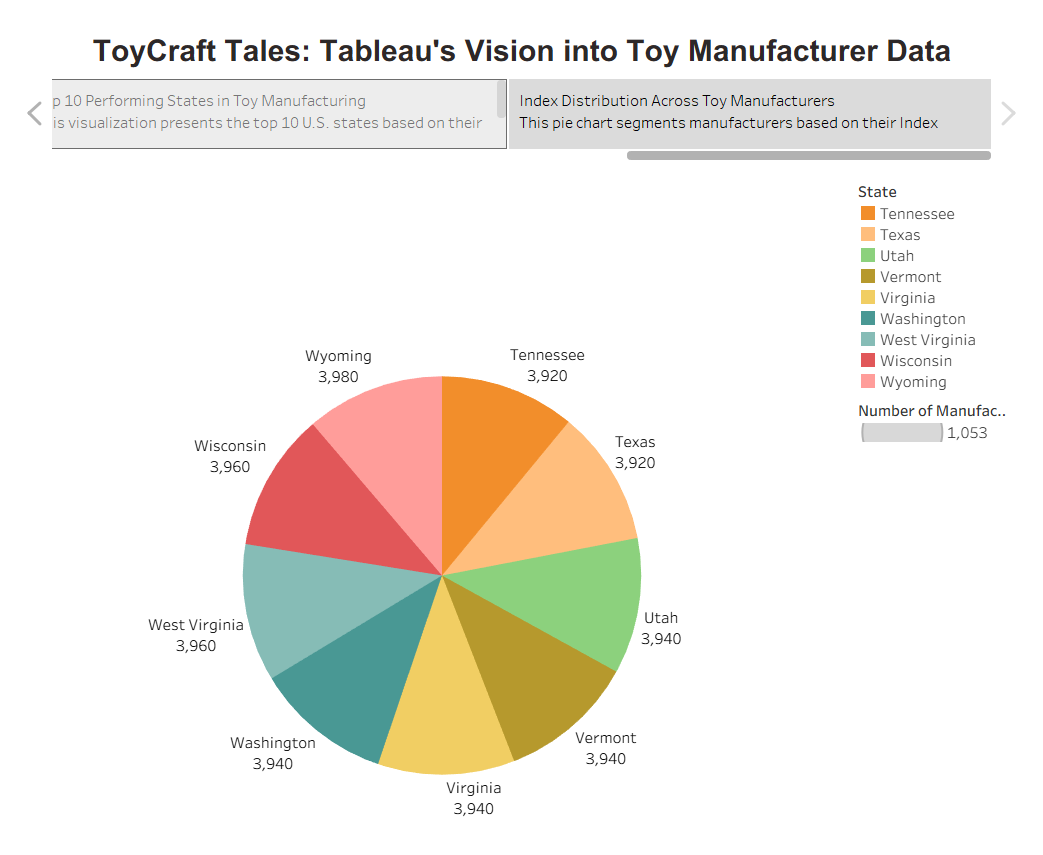 ToyCraft Tales: Tableau's Vision into Toy Manufacturer Data
p 10 Performing States in Toy Manufacturing
is visualization presents the top 10 U.S. states based on their
Index Distribution Across Toy Manufacturers
This pie chart segments manufacturers based on their Index
State
Tennessee
Texas
Utah
Vermont
Virginia
Washington
West Virginia
Wisconsin
Wyoming
Number of Manufac..
1,053
Wyoming
3,980
Tennessee
3,920
Wisconsin
3,960
Texas
3,920
West Virginia
3,960
Utah
3,940
Washington
3,940
Vermont
3,940
Virginia
3,940